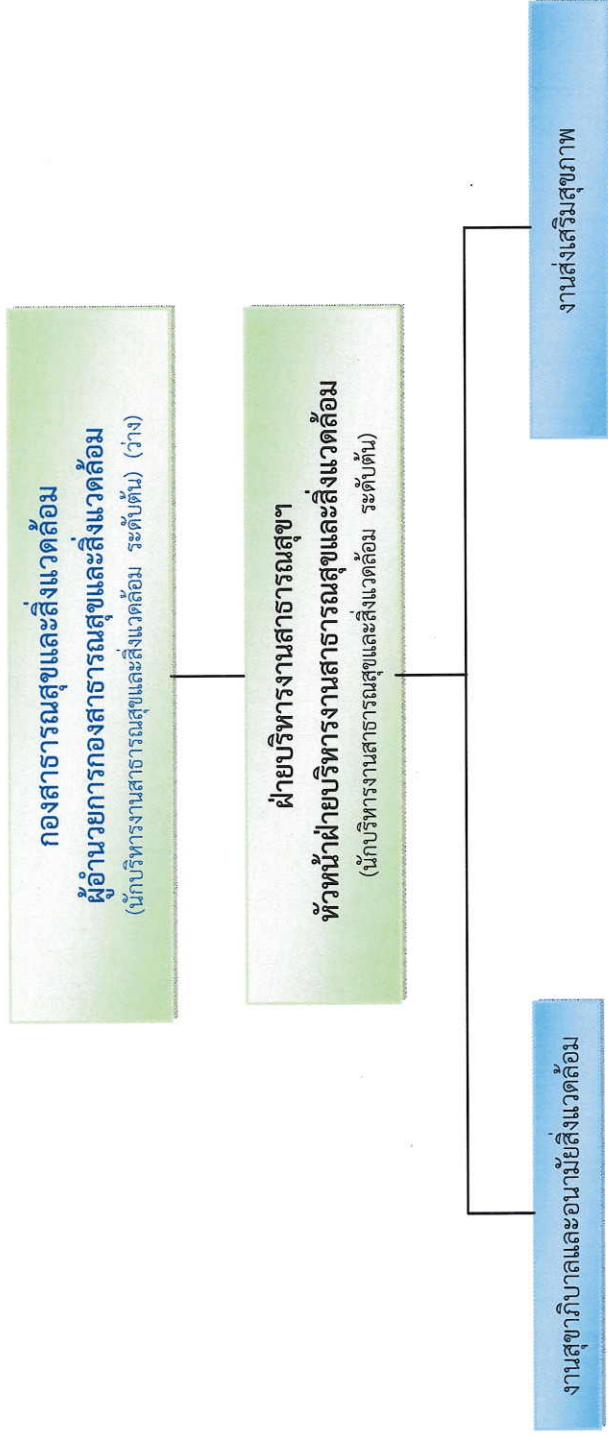 กองสาธารณสุขและสิ่งแวดล้อม
ผู้อำนวยการกองสาธารณสุขและสิ่งแวดล้อม
(นักบริหารงานสาธารณสุขและสิ่งแวดล้อม ระดับต้น) (ว่าง)
ฝ่ายบริหารงานสาธารณสุขฯ
หัวหน้าฝ่ายบริหารงานสาธารณสุขและสิ่งแวดล้อม
(นักบริหารงานสาธารณสุขและสิ่งแวดล้อม ระดับต้น)
งานสุขาภิบาลและอนามัยสิ่งแวดล้อม
งานส่งเสริมสุขภาพ